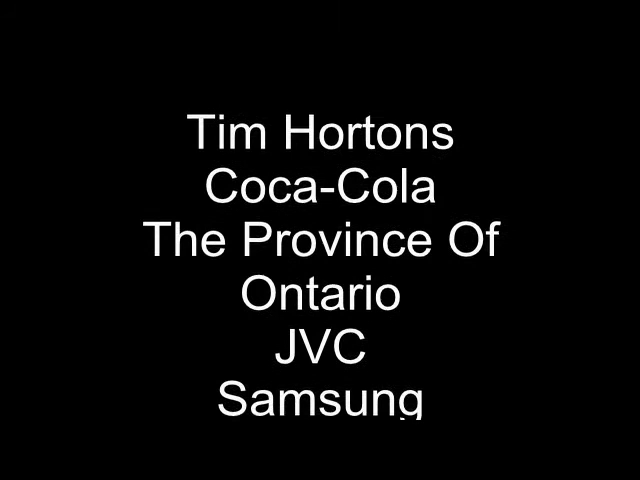 Tim Hortons
Coca-Cola
The Province Of
Ontario
JVC
Samsung